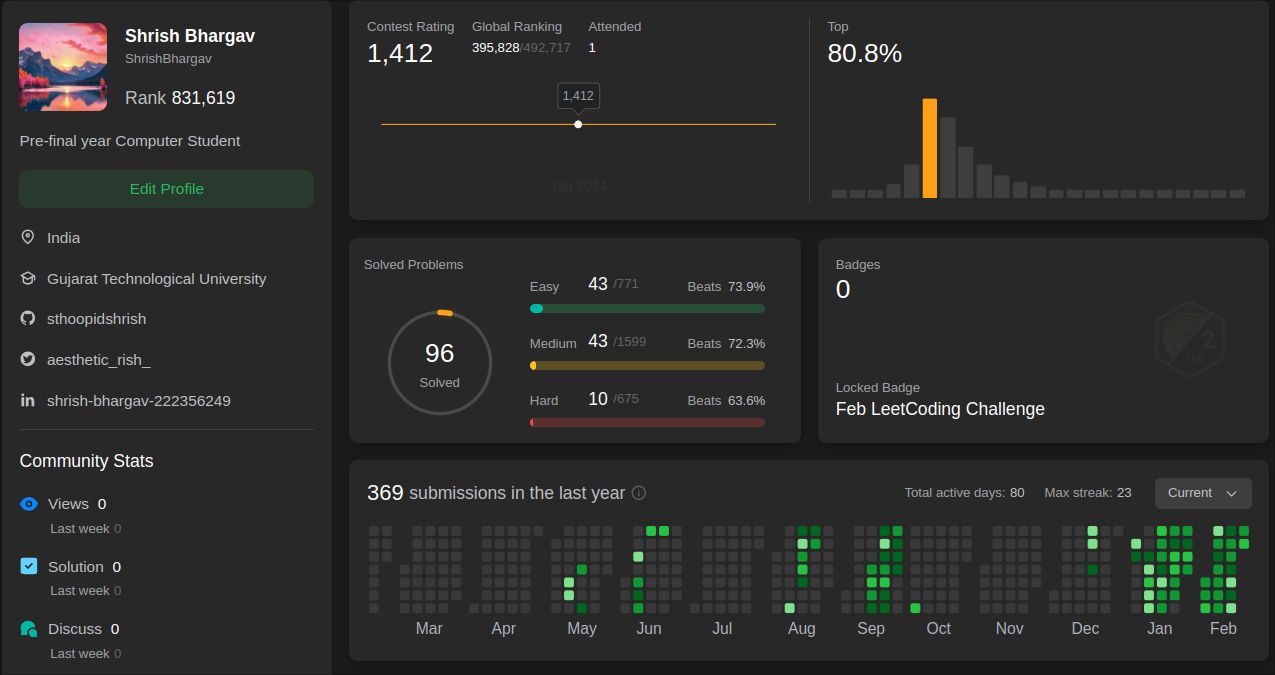 Shrish Bhargav
ShrishBhargav
Rank 831,619
Pre-final year Computer Student
Edit Profile
India
Gujarat Technological University
sthoopidshrish
aesthetic_rish_
shrish-bhargav-222356249
Community Stats
Views 0
Last week 0
Solution 0
Last week 0
Discuss 0
Last week 0
Contest Rating Global Ranking Attended
1,412 395,828/492,717 1
1,412
Jan 2024
Top
80.8%
Solved Problems
96
Solved
Easy 43 /771 Beats 73.9%
Medium 43 /1599 Beats 72.3%
Hard 10 /675 Beats 63.6%
Badges
0
2
FEB
Locked Badge
Feb LeetCoding Challenge
369 submissions in the last year Total active days: 80 Max streak: 23 Current
Mar Apr May Jun Jul Aug Sep Oct Nov Dec Jan Feb